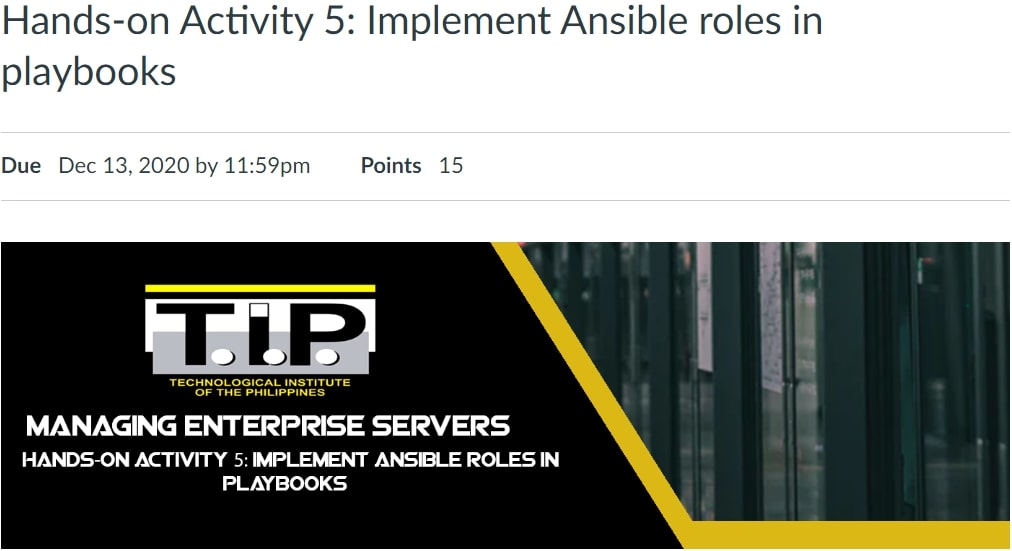 Hands-on Activity 5: Implement Ansible roles in
playbooks
Due Dec 13, 2020 by 11:59pm Points 15
T.I.P.
TECHNOLOGICAL INSTITUTE
OF THE PHILIPPINES
MANAGING ENTERPRISE SERVERS
HANDS-ON ACTIVITY 5: IMPLEMENT ANSIBLE ROLES IN
PLAYBOOKS